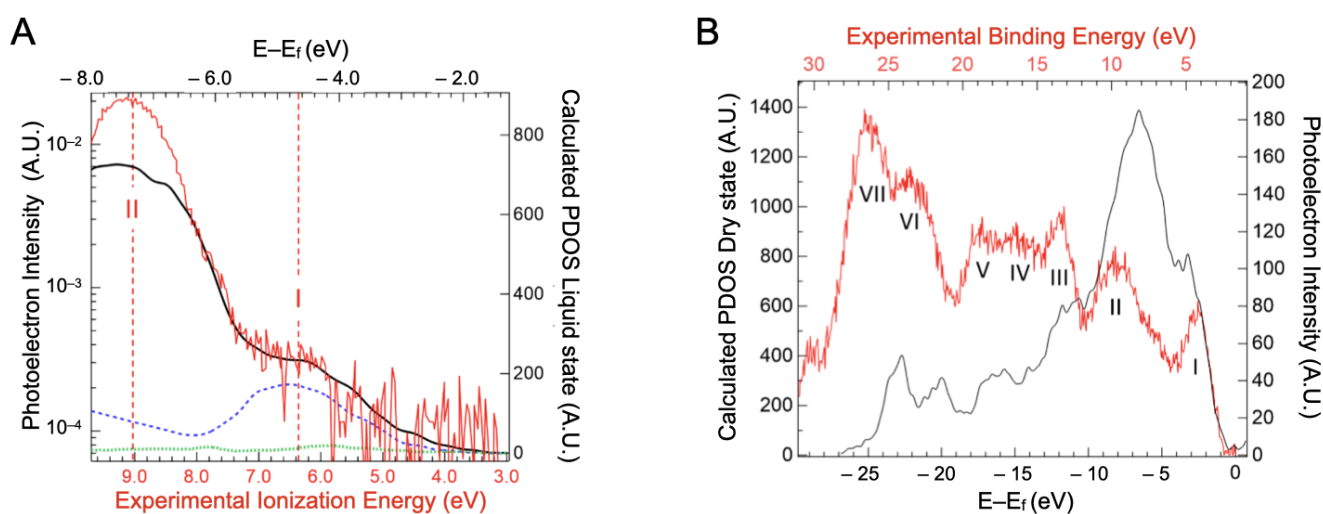 A
E–Ef (eV)
– 8.0 – 6.0 – 4.0 – 2.0
Photoelectron Intensity (A.U.)
10–2
10–3
10–4
II
I
800
600
400
200
0
Calculated PDOS Liquid state (A.U.)
9.0 8.0 7.0 6.0 5.0 4.0 3.0
Experimental Ionization Energy (eV)
B
Experimental Binding Energy (eV)
30 25 20 15 10 5
Calculated PDOS Dry state (A.U.)
1400
1200
1000
800
600
400
200
0
VII
VI
V
IV
III
II
I
200
180
160
140
120
100
80
60
40
20
0
Photoelectron Intensity (A.U.)
– 25 – 20 – 15 – 10 – 5 0
E–Ef (eV)